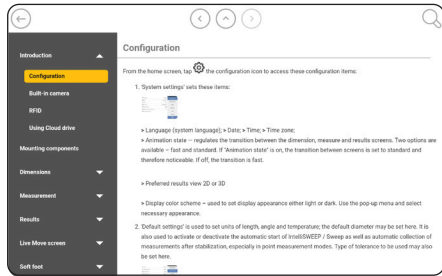 Configuration
Introduction
Configuration
Built-in camera
RFID
Using Cloud drive
Mounting components
Dimensions
Measurement
Results
Live Move screen
Soft foot
From the home screen, tap the configuration icon to access these configuration items:
1. 'System settings' sets these items:
> Language (system language); > Date; > Time; > Time zone;
> Animation state – regulates the transition between the dimension, measure and results screens. Two options are
available – fast and standard. If "Animation state" is on, the transition between screens is set to standard and
therefore noticeable. If off, the transition is fast.
> Preferred results view 2D or 3D
> Display color scheme – used to set display appearance either light or dark. Use the pop-up menu and select
necessary appearance.
2. 'Default settings' is used to set units of length, angle and temperature; the default diameter may be set here. It is
also used to activate or deactivate the automatic start of IntelliSWEEP / Sweep as well as automatic collection of
measurements after stabilization, especially in point measurement modes. Type of tolerance to be used may also
be set here.